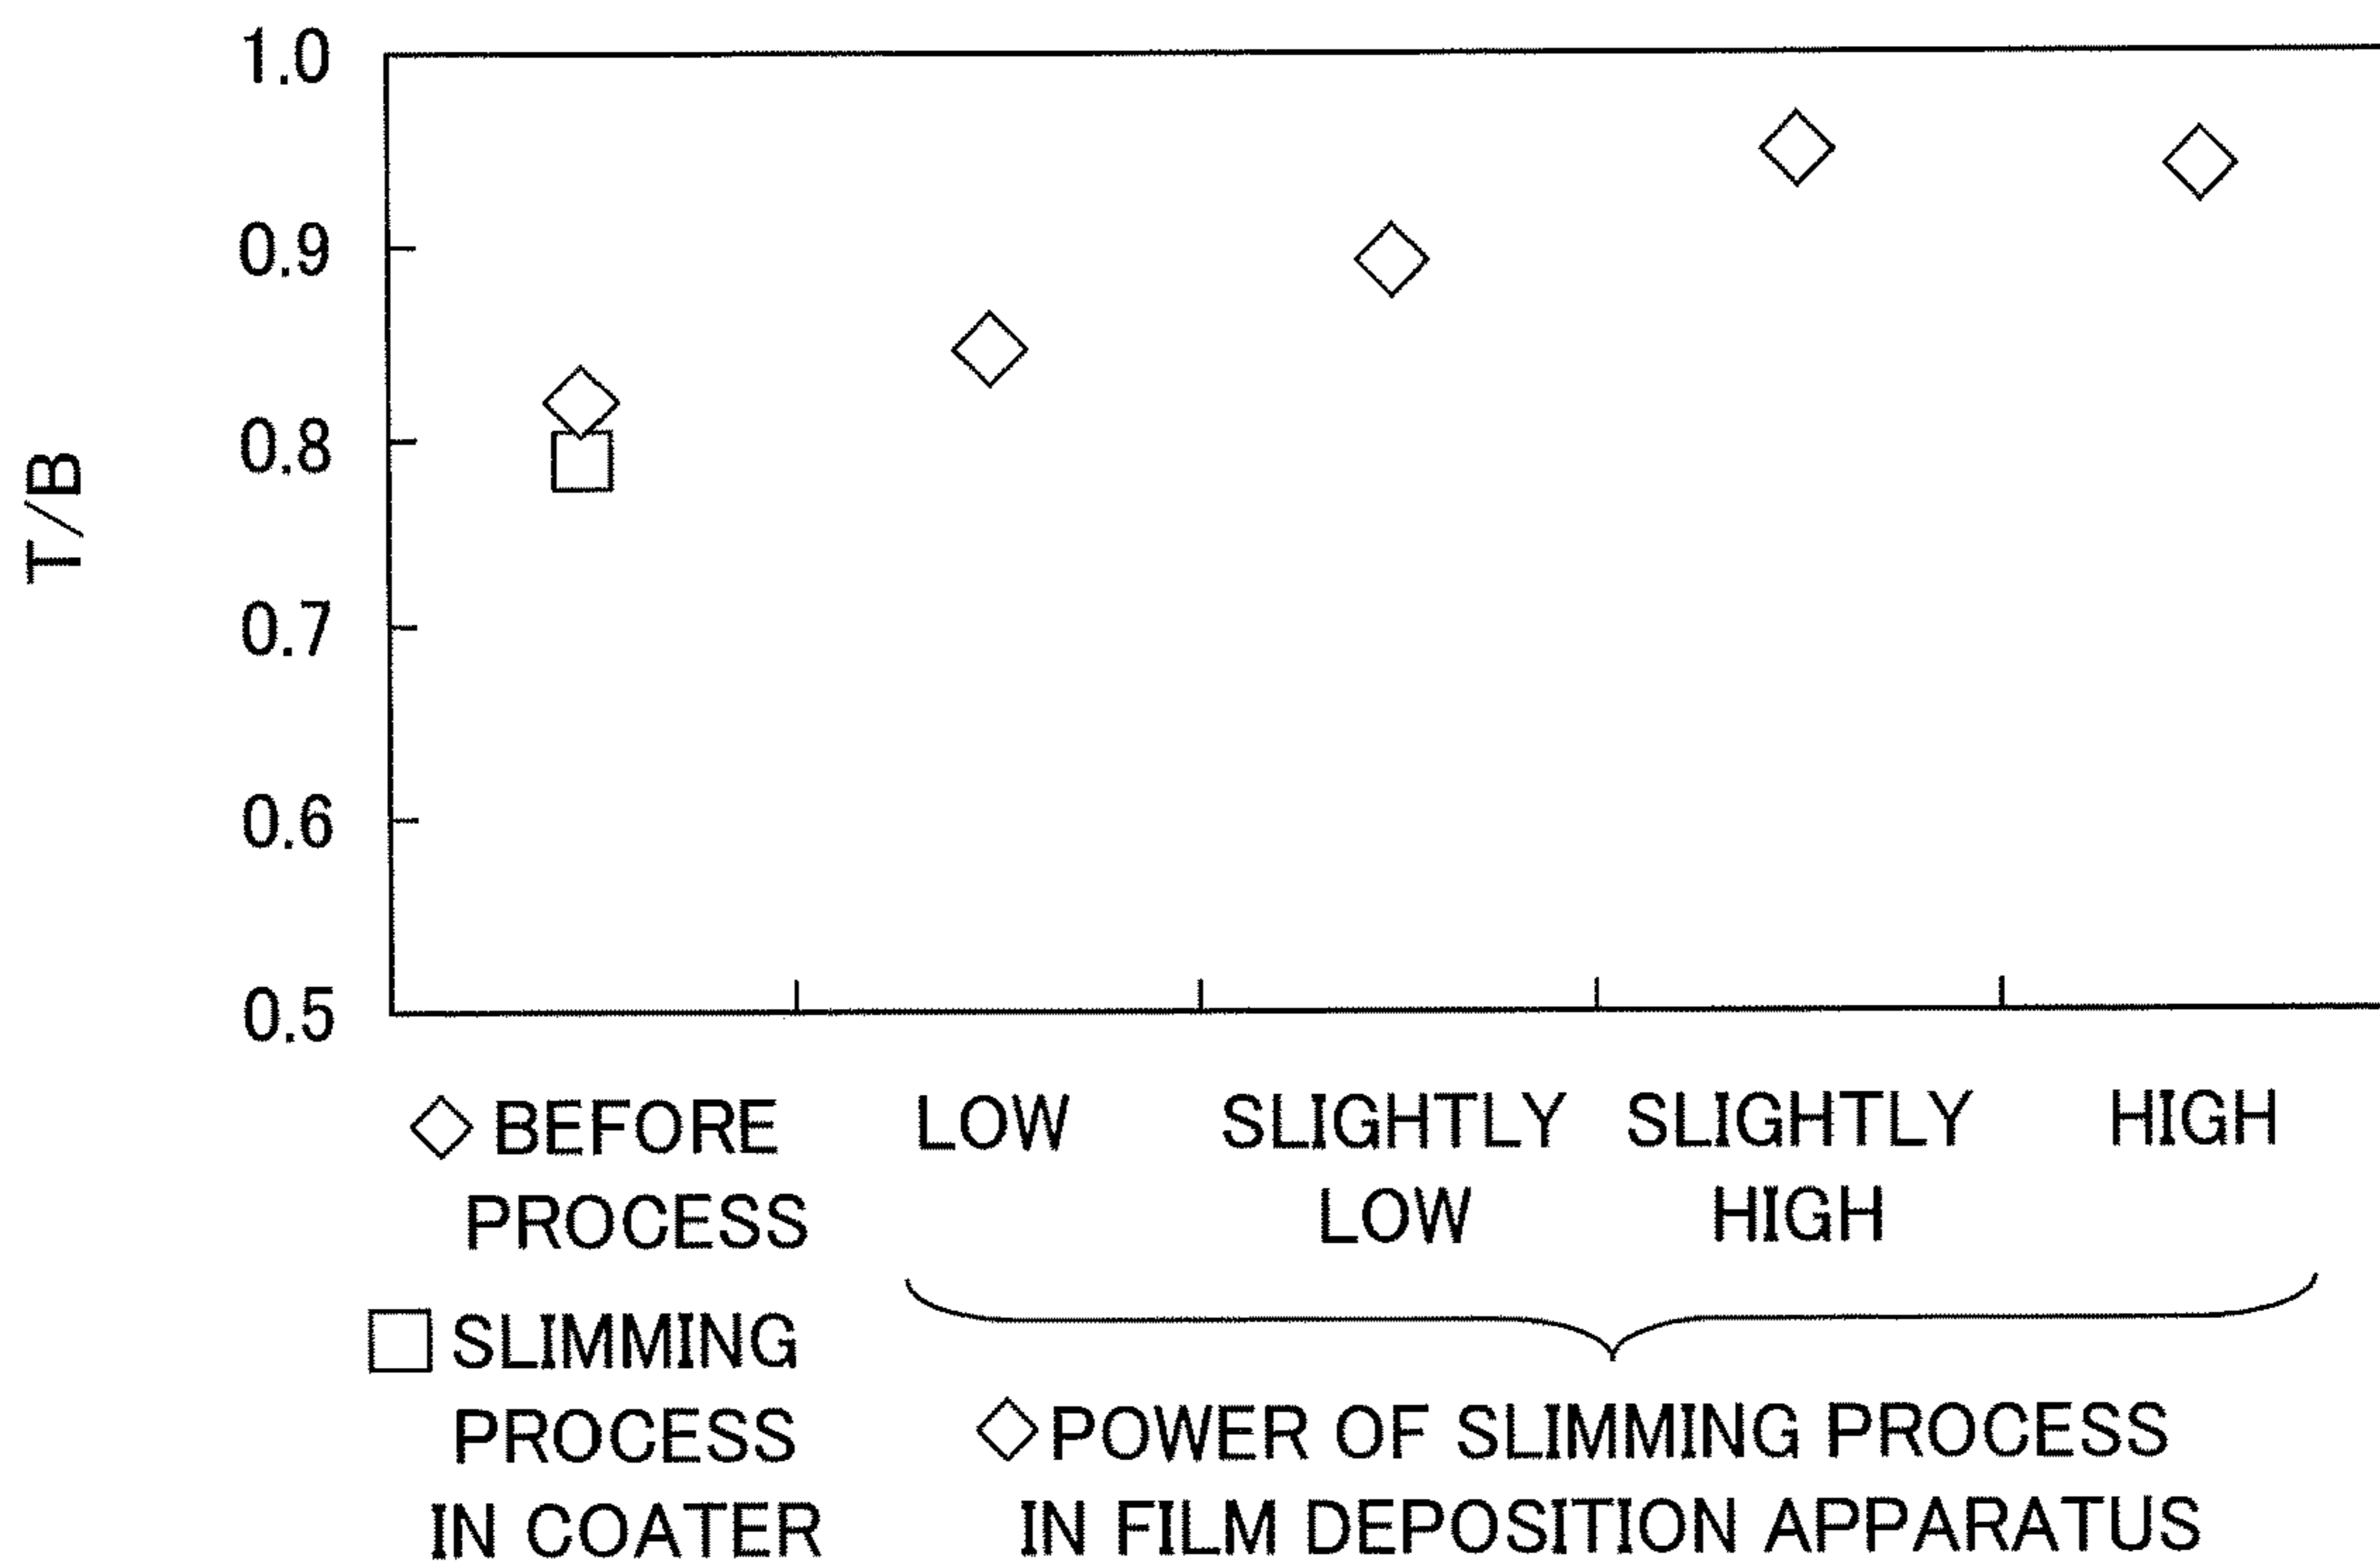 1.0
0.9
0.8
0.7
0.6
0.5
T/B
BEFORE
PROCESS
SLIMMING
PROCESS
IN COATER
LOW
SLIGHTLY
LOW
SLIGHTLY
HIGH
HIGH
POWER OF SLIMMING PROCESS
IN FILM DEPOSITION APPARATUS